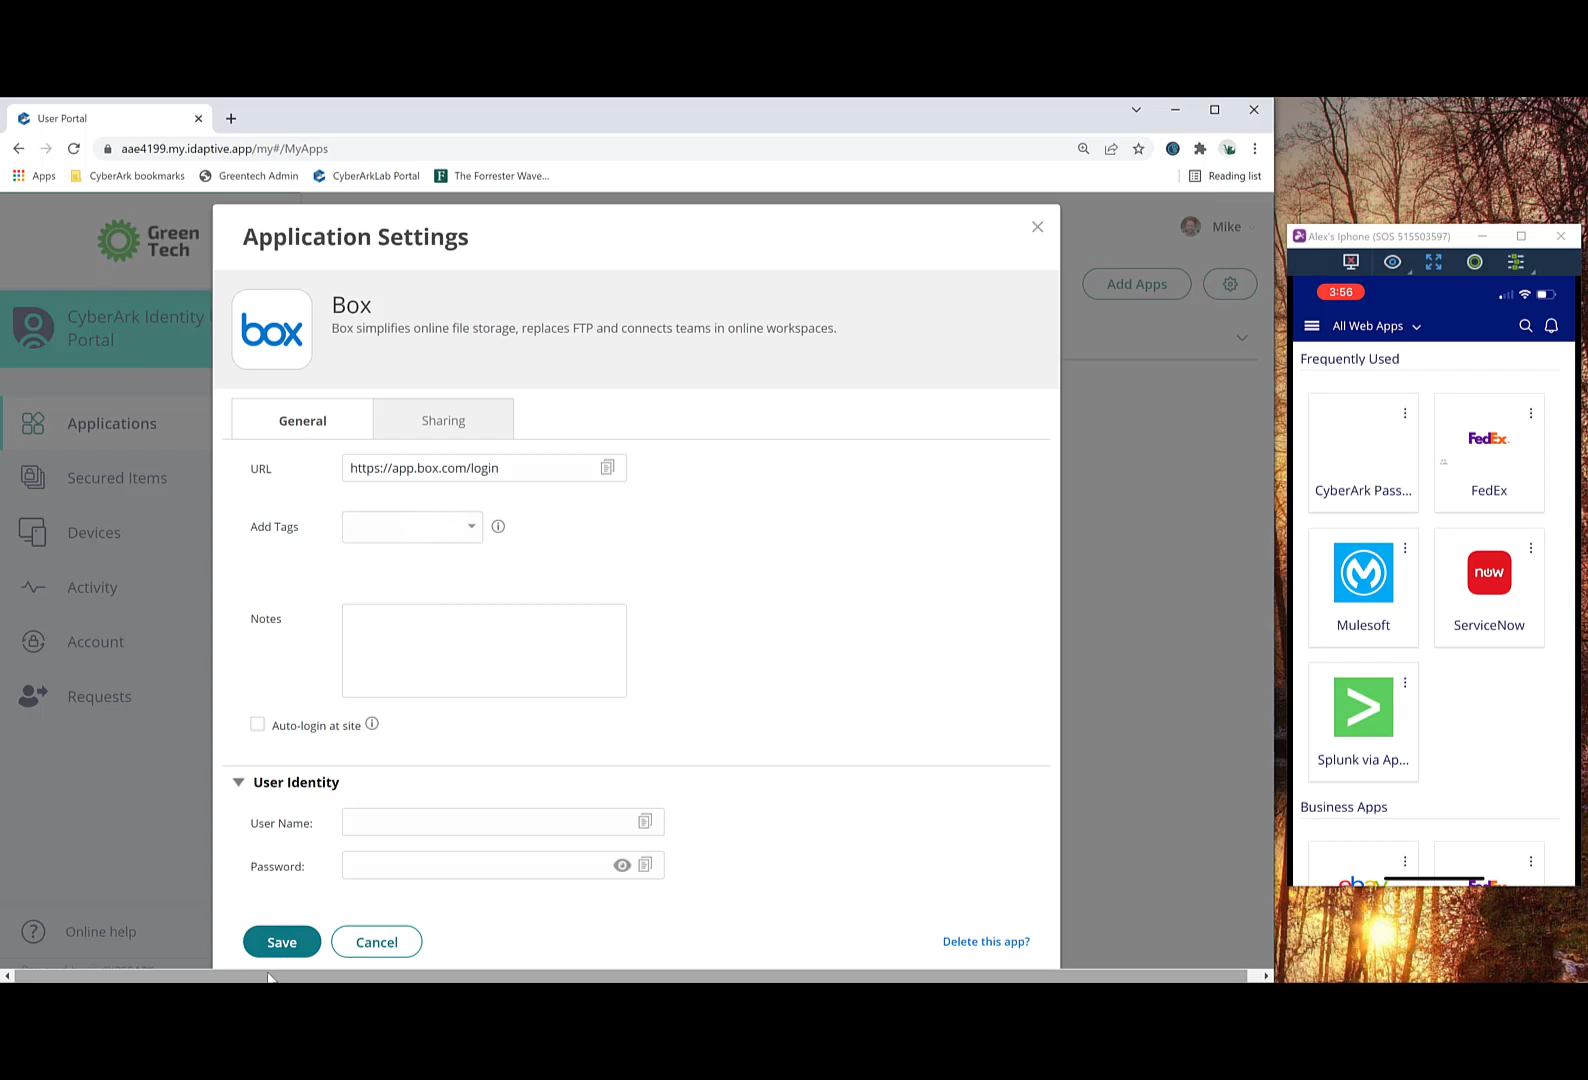 User Portal
aae4199.my.idaptive.app/my#/MyApps
Apps
CyberArk bookmarks
Greentech Admin
CyberArkLab Portal
F
The Forrester Wave...
Reading list
Green
Tech
CyberArk Identity
Portal
Applications
Secured Items
Devices
Activity
Account
Requests
Online help
Application Settings
Mike
Add Apps
box
Box
Box simplifies online file storage, replaces FTP and connects teams in online workspaces.
General
Sharing
URL
https://app.box.com/login
Add Tags
Notes
Auto-login at site
User Identity
User Name:
Password:
Save
Cancel
Delete this app?
Alex's Iphone (SOS 515503597)
3:56
All Web Apps
Frequently Used
CyberArk Pass...
FedEx.
FedEx
Mulesoft
now
ServiceNow
Splunk via Ap...
Business Apps
ebay
FedEx